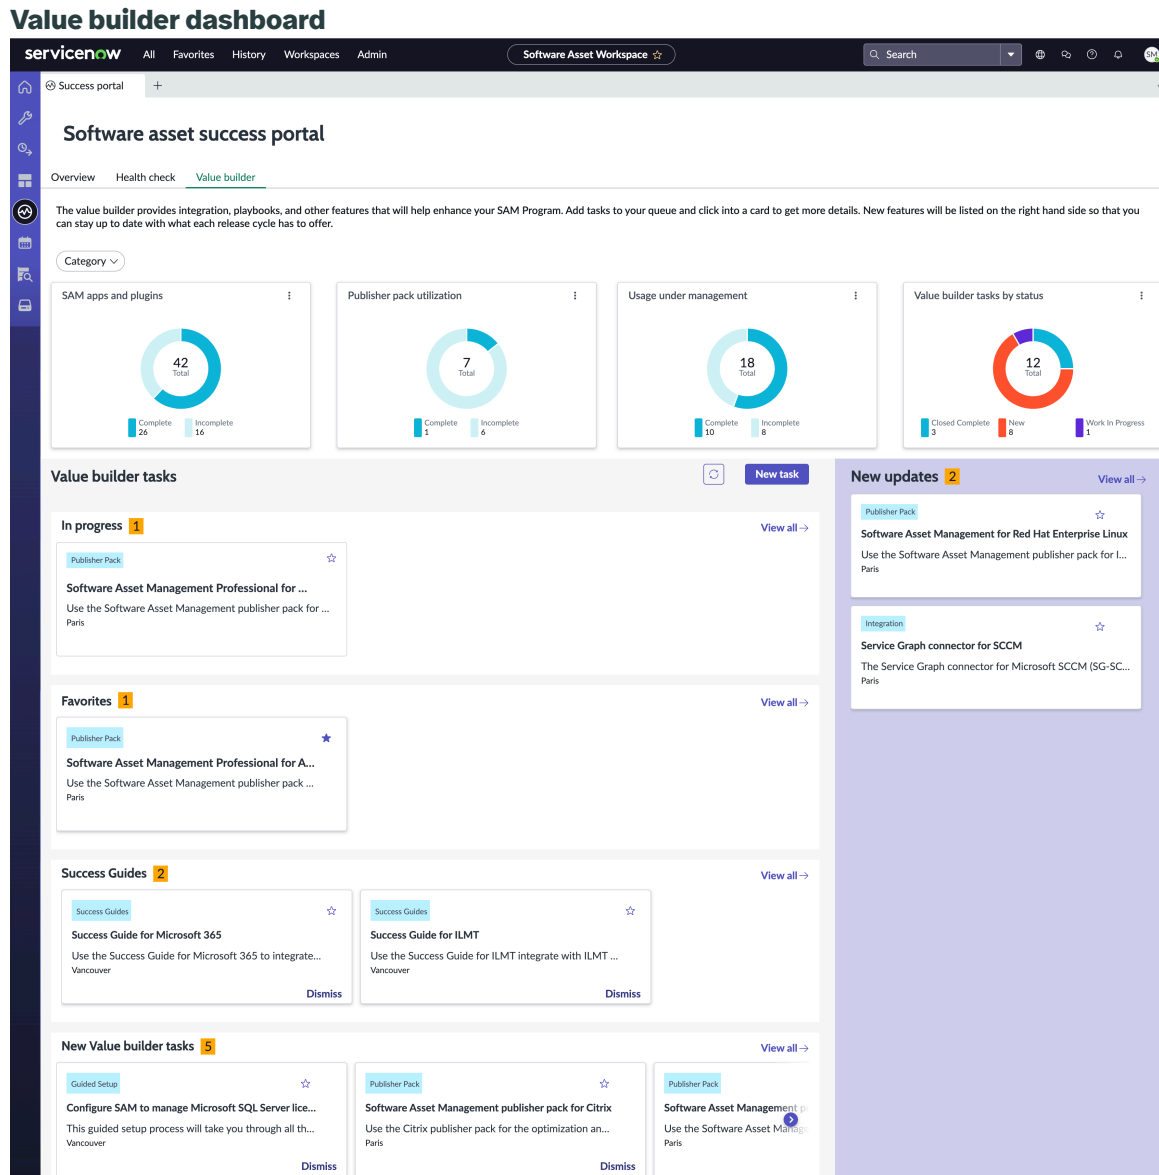 Value builder dashboard
servicenow All Favorites History Workspaces Admin Software Asset Workspace Search SM
Success portal
Software asset success portal
Overview Health check Value builder
The value builder provides integration, playbooks, and other features that will help enhance your SAM Program. Add tasks to your queue and click into a card to get more details. New features will be listed on the right hand side so that you
can stay up to date with what each release cycle has to offer.
Category
SAM apps and plugins
42
Total
Complete
26
Incomplete
16
Publisher pack utilization
7
Total
Complete
1
Incomplete
6
Usage under management
18
Total
Complete
10
Incomplete
8
Value builder tasks by status
12
Total
Closed Complete
3
New
8
Work In Progress
1
Value builder tasks
New task
In progress 1
View all
Publisher Pack
Software Asset Management Professional for ...
Use the Software Asset Management publisher pack for ...
Paris
Favorites 1
View all
Publisher Pack
Software Asset Management Professional for A...
Use the Software Asset Management publisher pack ...
Paris
Success Guides 2
View all
Success Guides
Success Guide for Microsoft 365
Use the Success Guide for Microsoft 365 to integrate...
Vancouver
Dismiss
Success Guides
Success Guide for ILMT
Use the Success Guide for ILMT integrate with ILMT ...
Vancouver
Dismiss
New Value builder tasks 5
View all
Guided Setup
Configure SAM to manage Microsoft SQL Server lice...
This guided setup process will take you through all th...
Vancouver
Dismiss
Publisher Pack
Software Asset Management publisher pack for Citrix
Use the Citrix publisher pack for the optimization an...
Paris
Dismiss
Publisher Pack
Software Asset Management p
Use the Software Asset Manage
Paris
New updates 2
View all
Publisher Pack
Software Asset Management for Red Hat Enterprise Linux
Use the Software Asset Management publisher pack for I...
Paris
Integration
Service Graph connector for SCCM
The Service Graph connector for Microsoft SCCM (SG-SC...
Paris